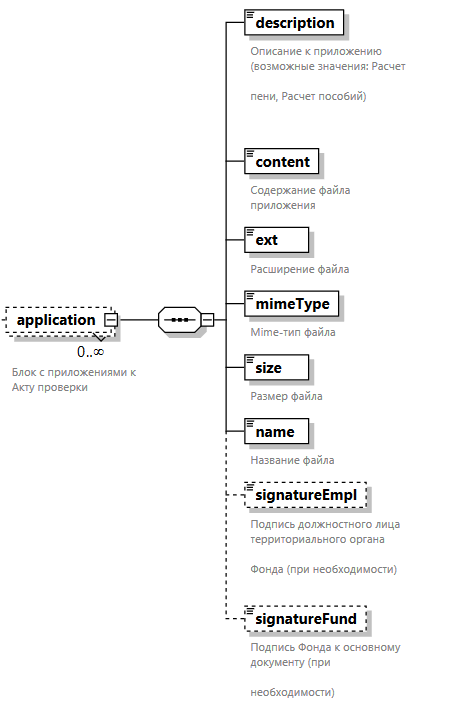 description
Описание к приложению
(возможные значения: Расчет
пени, Расчет пособий)
content
Содержание файла
приложения
ext
Расширение файла
application
0..∞
Блок с приложениями к
Акту проверки
mimeType
Mime-тип файла
size
Размер файла
name
Название файла
signatureEmpl
Подпись должностного лица
территориального органа
Фонда (при необходимости)
signatureFund
Подпись Фонда к основному
документу (при
необходимости)